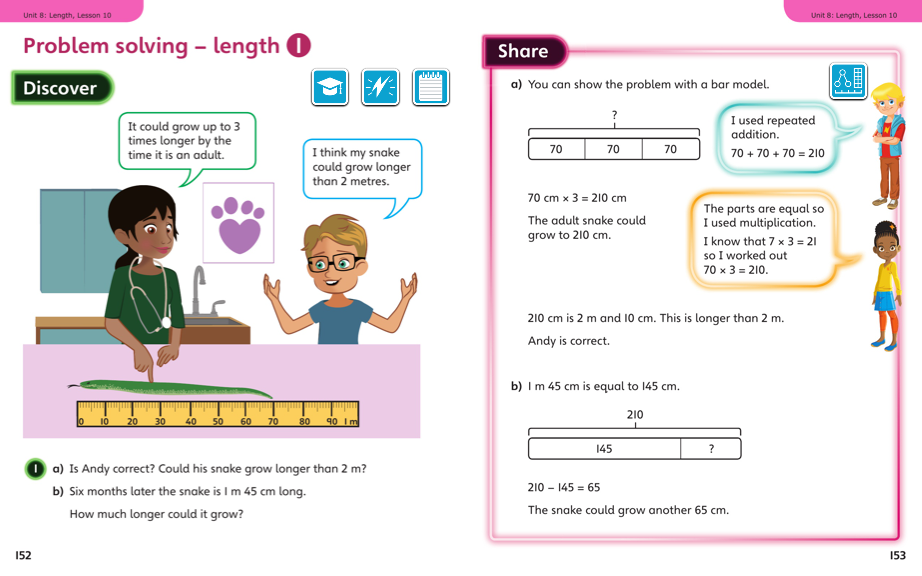 Unit 8: Length, Lesson 10
Problem solving – length 1
Discover
It could grow up to 3
times longer by the
time it is an adult.
I think my snake
could grow longer
than 2 metres.
0 10 20 30 40 50 60 70 80 90 1 m
1 a) Is Andy correct? Could his snake grow longer than 2 m?
b) Six months later the snake is 1 m 45 cm long.
How much longer could it grow?
152
Unit 8: Length, Lesson 10
Share
a) You can show the problem with a bar model.
?
70 70 70
I used repeated
addition.
70 + 70 + 70 = 210
70 cm × 3 = 210 cm
The adult snake could
grow to 210 cm.
The parts are equal so
I used multiplication.
I know that 7 × 3 = 21
so I worked out
70 × 3 = 210.
210 cm is 2 m and 10 cm. This is longer than 2 m.
Andy is correct.
b) 1 m 45 cm is equal to 145 cm.
210
145 ?
210 – 145 = 65
The snake could grow another 65 cm.
153